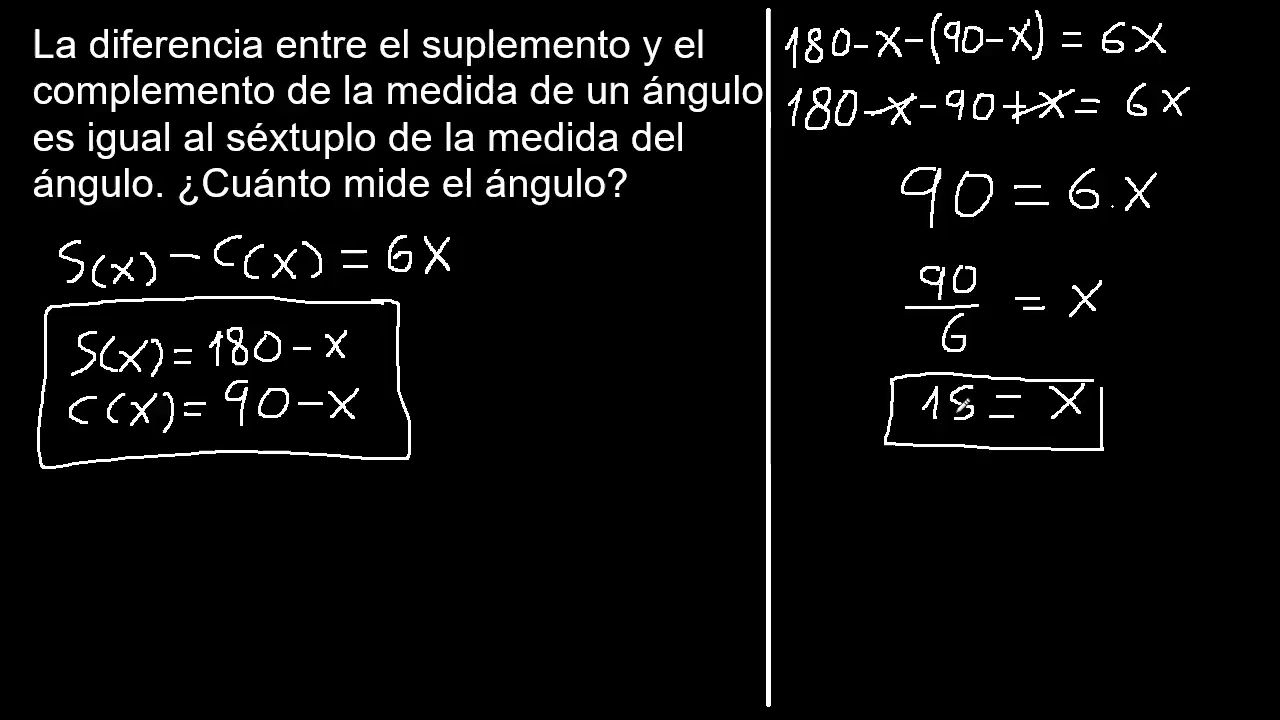 La diferencia entre el suplemento y el
complemento de la medida de un ángulo
es igual al séxtuplo de la medida del
ángulo. ¿Cuánto mide el ángulo?
S(x) - C(x) = 6x
S(x) = 180 - x
C(x) = 90 - x
180 - x - (90 - x) = 6x
180 - x - 90 + x = 6x
90 = 6.x
90/6 = x
15 = x